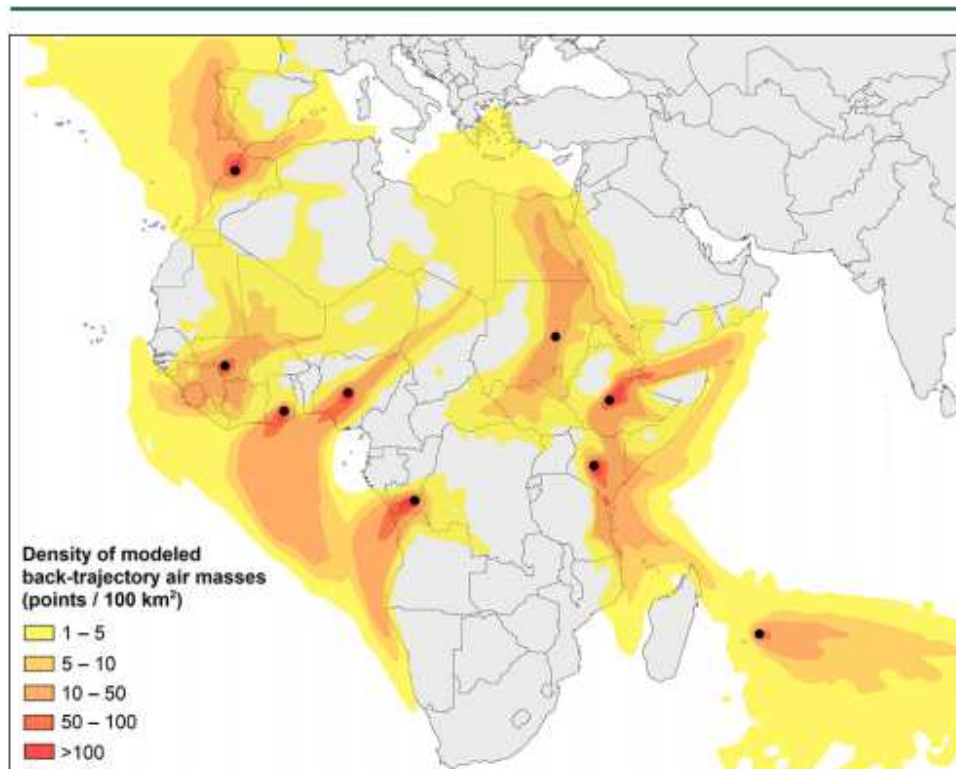 Density of modeled
back-trajectory air masses
(points / 100 km²)
1 – 5
5 – 10
10 – 50
50 – 100
>100